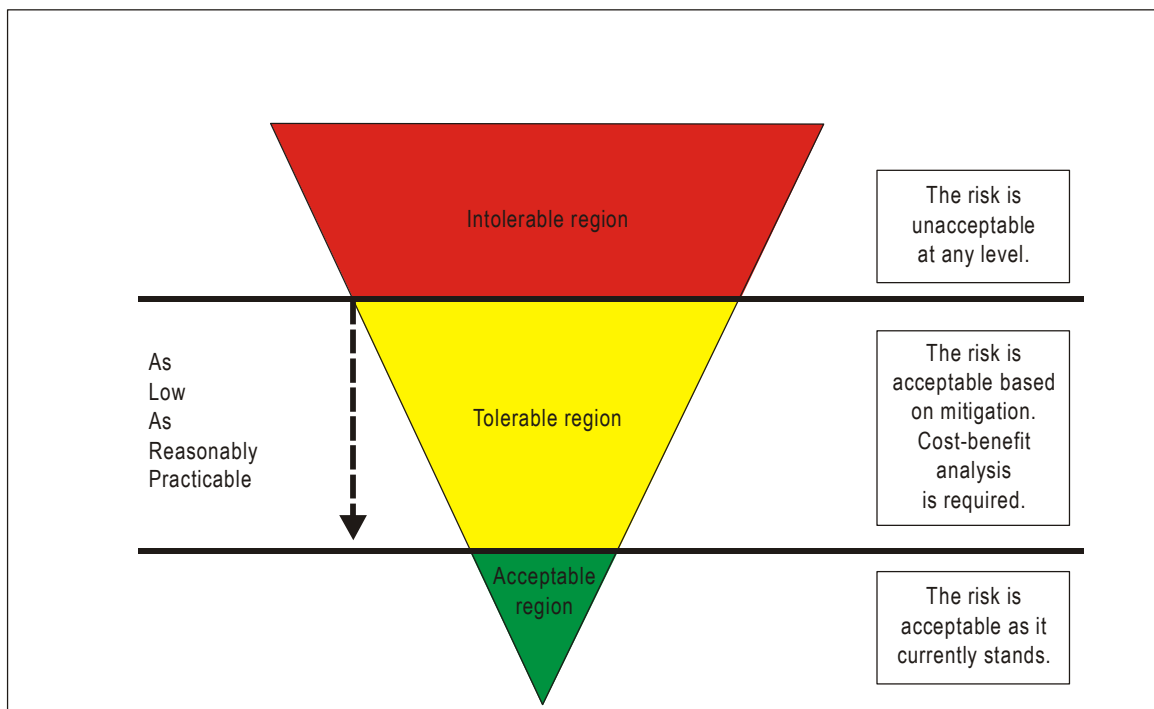 Intolerable region
The risk is
unacceptable
at any level.
As
Low
As
Reasonably
Practicable
Tolerable region
The risk is
acceptable based
on mitigation.
Cost-benefit
analysis
is required.
Acceptable
region
The risk is
acceptable as it
currently stands.